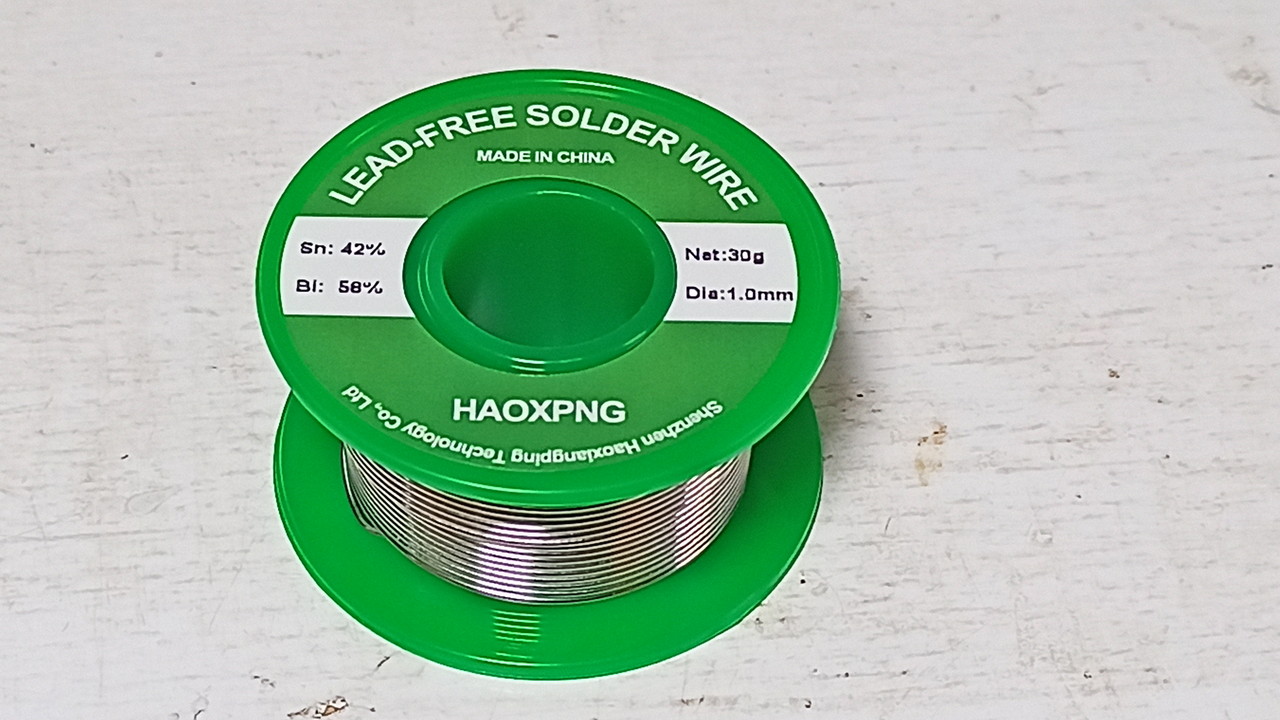 LEAD-FREE SOLDER WIRE
MADE IN CHINA
Sn: 42%
Bi: 58%
Net:30g
Dia:1.0mm
HAOXPNG
Shenzhen Haoxiangping Technology Co., Ltd